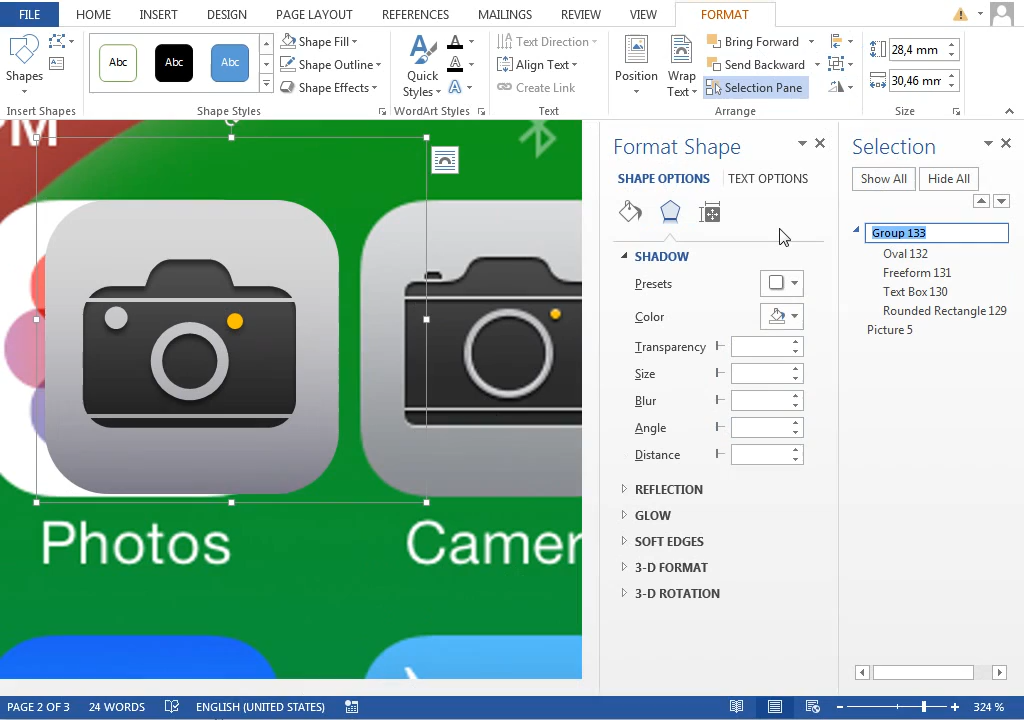 FILE HOME INSERT DESIGN PAGE LAYOUT REFERENCES MAILINGS REVIEW VIEW FORMAT
Shapes
Insert Shapes
Abc Abc Abc
Shape Fill
Shape Outline
Shape Effects
Shape Styles
Quick
Styles
A
A
A
WordArt Styles
Text Direction
Align Text
Create Link
Text
Position
Wrap
Text
Bring Forward
Send Backward
Selection Pane
Arrange
28,4 mm
30,46 mm
Size
PM
Photos
Camer
Format Shape
SHAPE OPTIONS TEXT OPTIONS
SHADOW
Presets
Color
Transparency
Size
Blur
Angle
Distance
REFLECTION
GLOW
SOFT EDGES
3-D FORMAT
3-D ROTATION
Selection
Show All Hide All
Group 133
Oval 132
Freeform 131
Text Box 130
Rounded Rectangle 129
Picture 5
PAGE 2 OF 3 24 WORDS ENGLISH (UNITED STATES) 324 %